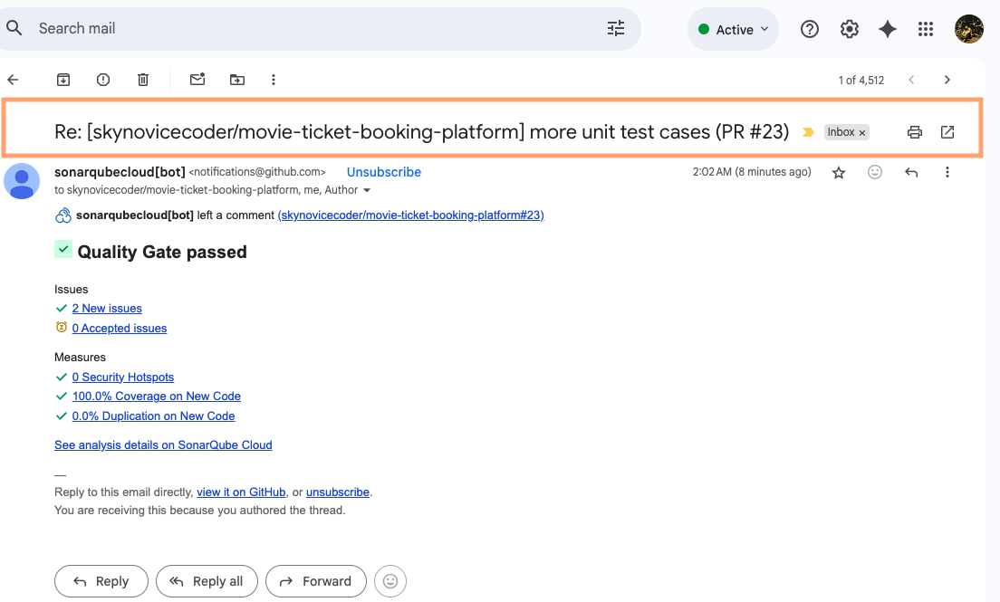 Search mail
Active
1 of 4,512
Re: [skynovicecoder/movie-ticket-booking-platform] more unit test cases (PR #23) Inbox ×
sonarqubecloud[bot] <notifications@github.com> Unsubscribe 2:02 AM (8 minutes ago)
to skynovicecoder/movie-ticket-booking-platform, me, Author
sonarqubecloud[bot] left a comment (skynovicecoder/movie-ticket-booking-platform#23)
Quality Gate passed
Issues
2 New issues
0 Accepted issues
Measures
0 Security Hotspots
100.0% Coverage on New Code
0.0% Duplication on New Code
See analysis details on SonarQube Cloud
—
Reply to this email directly, view it on GitHub, or unsubscribe.
You are receiving this because you authored the thread.
Reply Reply all Forward